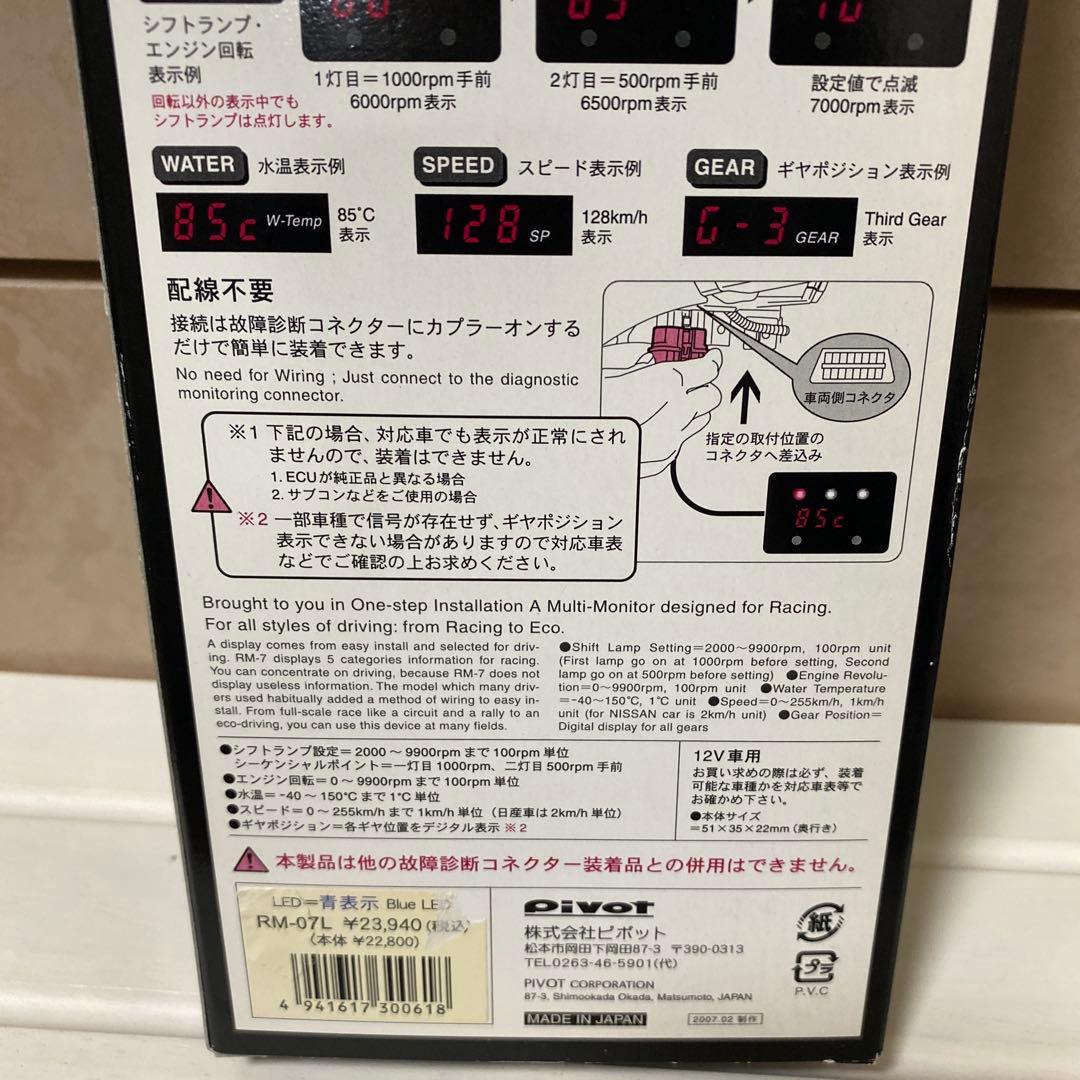 シフトランプ・
エンジン回転
表示例
回転以外の表示中でも
シフトランプは点灯します。
1灯目＝1000rpm手前
6000rpm表示
2灯目＝500rpm手前
6500rpm表示
設定値で点滅
7000rpm表示
WATER 水温表示例
85c W-Temp
85°C
表示
SPEED スピード表示例
128 SP
128km/h
表示
GEAR ギヤポジション表示例
G-3 GEAR
Third Gear
表示
配線不要
接続は故障診断コネクターにカプラーオンする
だけで簡単に装着できます。
No need for Wiring ; Just connect to the diagnostic
monitoring connector.
車両側コネクタ
指定の取付位置の
コネクタへ差込み
85c
※1 下記の場合、対応車でも表示が正常にされ
ませんので、装着はできません。
1. ECUが純正品と異なる場合
2. サブコンなどをご使用の場合
※2 一部車種で信号が存在せず、ギヤポジション
表示できない場合がありますので対応車表
などでご確認の上お求めください。
Brought to you in One-step Installation A Multi-Monitor designed for Racing.
For all styles of driving: from Racing to Eco.
A display comes from easy install and selected for driv-
ing. RM-7 displays 5 categories information for racing.
You can concentrate on driving, because RM-7 does not
display useless information. The model which many driv-
ers used habitually added a method of wiring to easy in-
stall. From full-scale race like a circuit and a rally to an
eco-driving, you can use this device at many fields.
●Shift Lamp Setting＝2000～9900rpm, 100rpm unit
(First lamp go on at 1000rpm before setting, Second
lamp go on at 500rpm before setting) ●Engine Revolu-
tion＝0～9900rpm, 100rpm unit ●Water Temperature
＝-40～150℃, 1℃ unit ●Speed＝0～255km/h, 1km/h
unit (for NISSAN car is 2km/h unit) ●Gear Position＝
Digital display for all gears
●シフトランプ設定＝2000～9900rpmまで100rpm単位
シーケンシャルポイント＝一灯目1000rpm、二灯目500rpm手前
●エンジン回転＝0～9900rpmまで100rpm単位
●水温＝-40～150℃まで1℃単位
●スピード＝0～255km/hまで1km/h単位（日産車は2km/h単位）
●ギヤポジション＝各ギヤ位置をデジタル表示 ※2
12V車用
お買い求めの際は必ず、装着
可能な車種かを対応車表等で
お確かめ下さい。
●本体サイズ
＝51×35×22mm（奥行き）
本製品は他の故障診断コネクター装着品との併用はできません。
LED＝青表示 Blue LED
RM-07L ￥23,940（税込）
（本体￥22,800）
4 941617 300618
Pivot
株式会社ピボット
松本市岡田下岡田87-3 〒390-0313
TEL0263-46-5901(代)
PIVOT CORPORATION
87-3, Shimookada Okada, Matsumoto, JAPAN
MADE IN JAPAN
2007.02 制作
紙
プラ
P.V.C